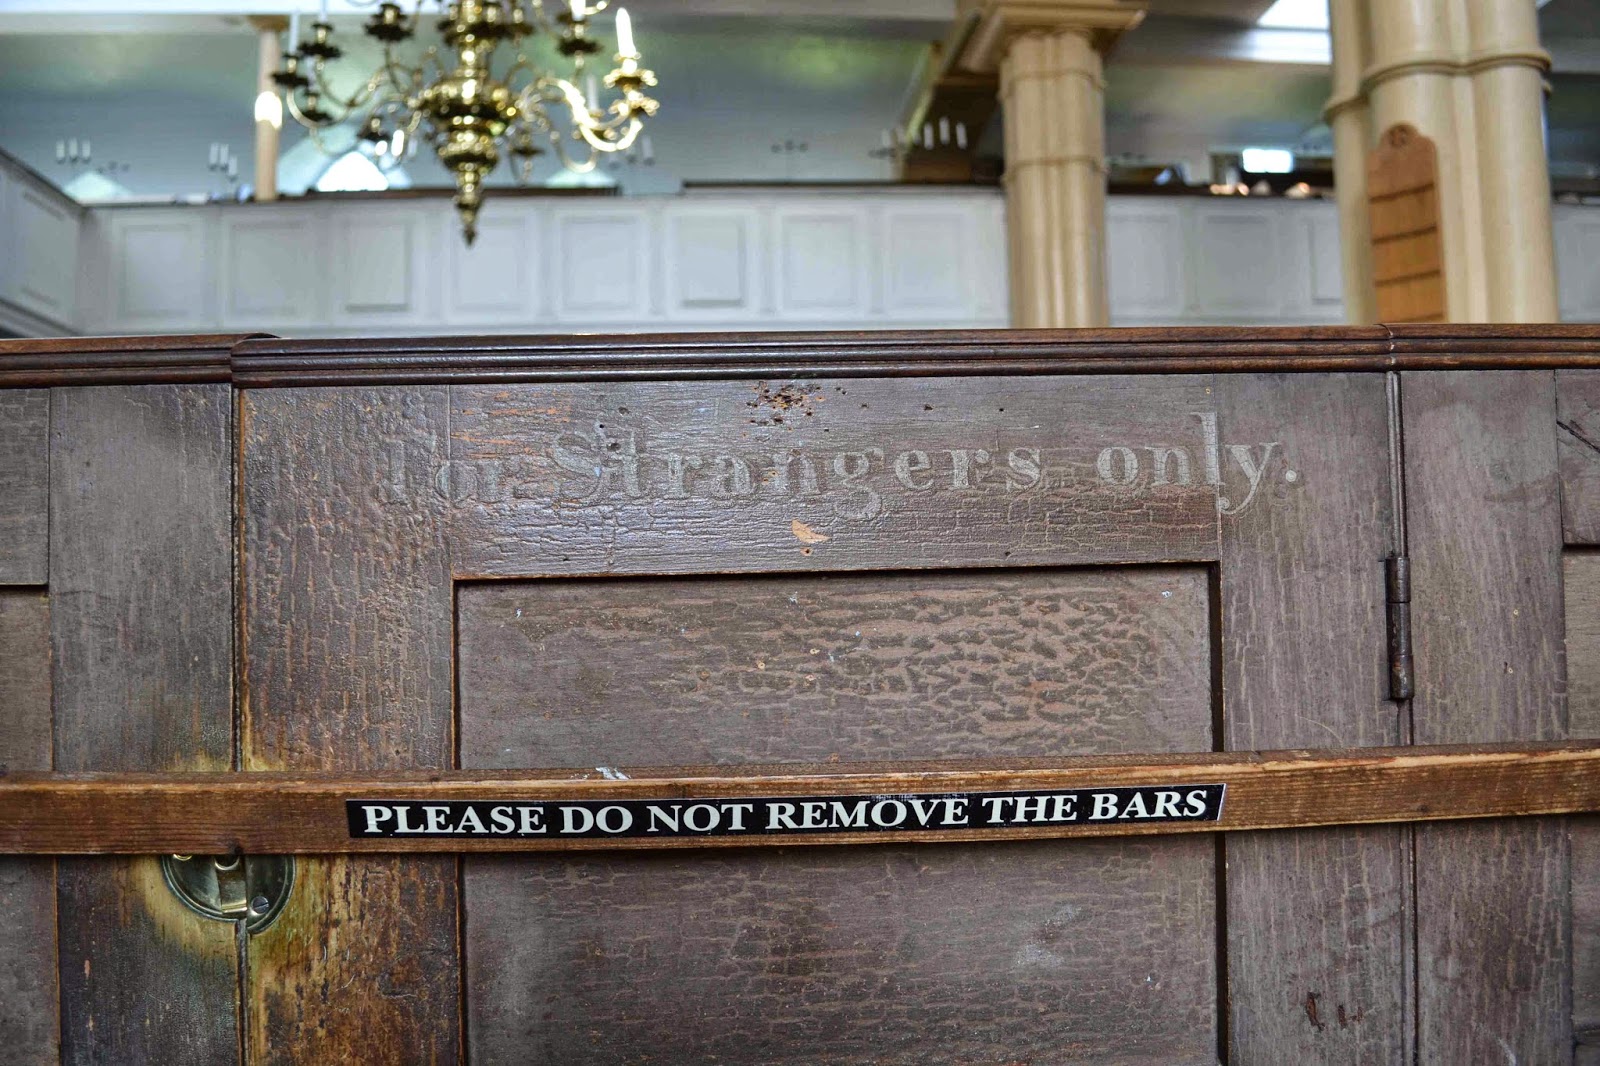 For Strangers only.
PLEASE DO NOT REMOVE THE BARS